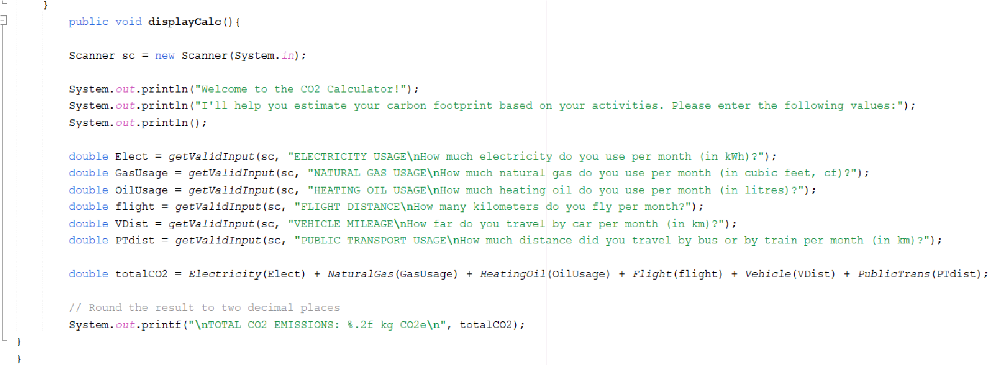 }
public void displayCalc(){
Scanner sc = new Scanner(System.in);
System.out.println("Welcome to the CO2 Calculator!");
System.out.println("I'll help you estimate your carbon footprint based on your activities. Please enter the following values:");
System.out.println();
double Elect = getValidInput(sc, "ELECTRICITY USAGE\nHow much electricity do you use per month (in kWh)?");
double GasUsage = getValidInput(sc, "NATURAL GAS USAGE\nHow much natural gas do you use per month (in cubic feet, cf)?");
double OilUsage = getValidInput(sc, "HEATING OIL USAGE\nHow much heating oil do you use per month (in litres)?");
double flight = getValidInput(sc, "FLIGHT DISTANCE\nHow many kilometers do you fly per month?");
double VDist = getValidInput(sc, "VEHICLE MILEAGE\nHow far do you travel by car per month (in km)?");
double PTdist = getValidInput(sc, "PUBLIC TRANSPORT USAGE\nHow much distance did you travel by bus or by train per month (in km)?");
double totalCO2 = Electricity(Elect) + NaturalGas(GasUsage) + HeatingOil(OilUsage) + Flight(flight) + Vehicle(VDist) + PublicTrans(PTdist);
// Round the result to two decimal places
System.out.printf("\nTOTAL CO2 EMISSIONS: %.2f kg CO2e\n", totalCO2);
}
}